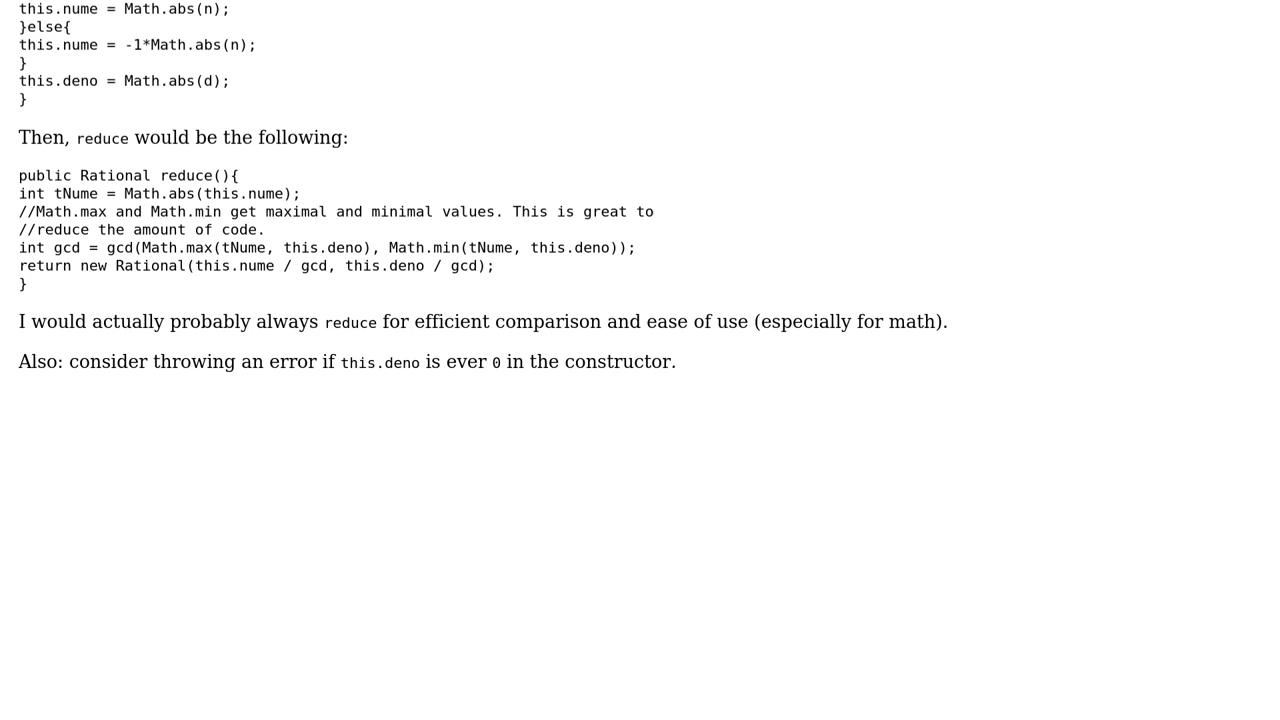 this.nume = Math.abs(n);
}else{
this.nume = -1*Math.abs(n);
}
this.deno = Math.abs(d);
}
Then, reduce would be the following:
public Rational reduce(){
int tNume = Math.abs(this.nume);
//Math.max and Math.min get maximal and minimal values. This is great to
//reduce the amount of code.
int gcd = gcd(Math.max(tNume, this.deno), Math.min(tNume, this.deno));
return new Rational(this.nume / gcd, this.deno / gcd);
}
I would actually probably always reduce for efficient comparison and ease of use (especially for math).
Also: consider throwing an error if this.deno is ever 0 in the constructor.